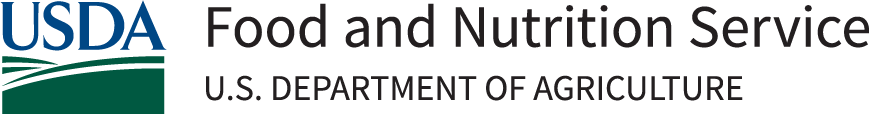 USDA
Food and Nutrition Service
U.S. DEPARTMENT OF AGRICULTURE